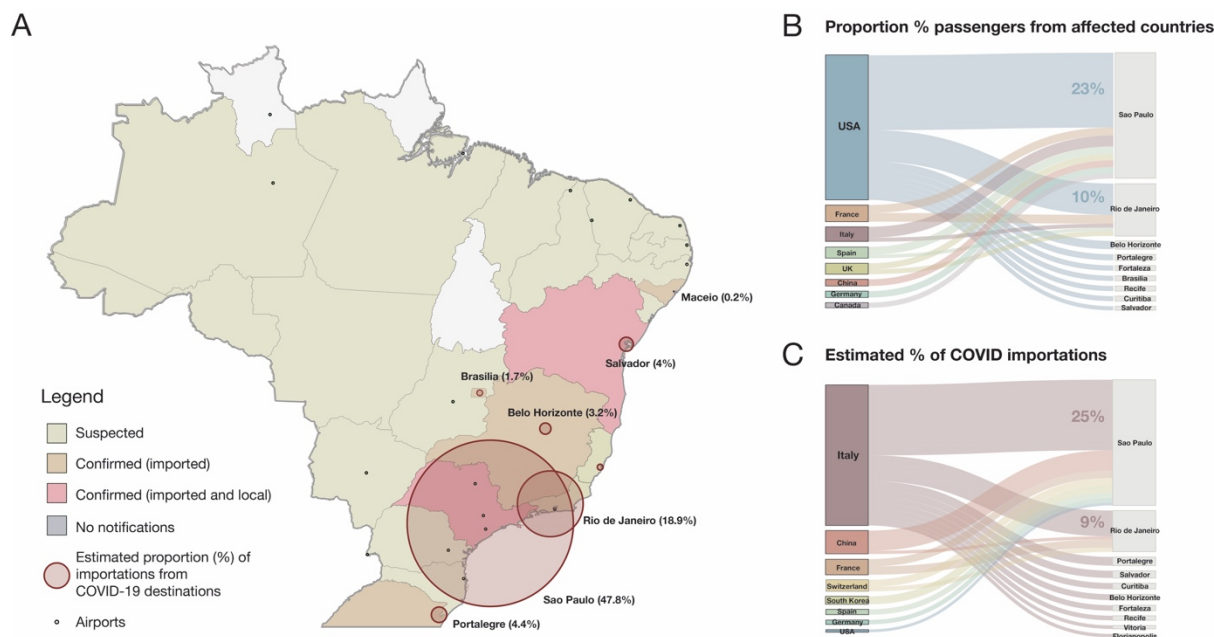 A
Maceio (0.2%)
Salvador (4%)
Brasilia (1.7%)
Belo Horizonte (3.2%)
Rio de Janeiro (18.9%)
Sao Paulo (47.8%)
Portalegre (4.4%)
Legend
Suspected
Confirmed (imported)
Confirmed (imported and local)
No notifications
Estimated proportion (%) of
importations from
COVID-19 destinations
Airports
B Proportion % passengers from affected countries
USA
France
Italy
Spain
UK
China
Germany
Canada
23%
10%
Sao Paulo
Rio de Janeiro
Belo Horizonte
Portalegre
Fortaleza
Brasilia
Recife
Curitiba
Salvador
C Estimated % of COVID importations
Italy
China
France
Switzerland
South Korea
Spain
Germany
USA
25%
9%
Sao Paulo
Rio de Janeiro
Portalegre
Salvador
Curitiba
Belo Horizonte
Fortaleza
Recife
Vitoria
Florianopolis